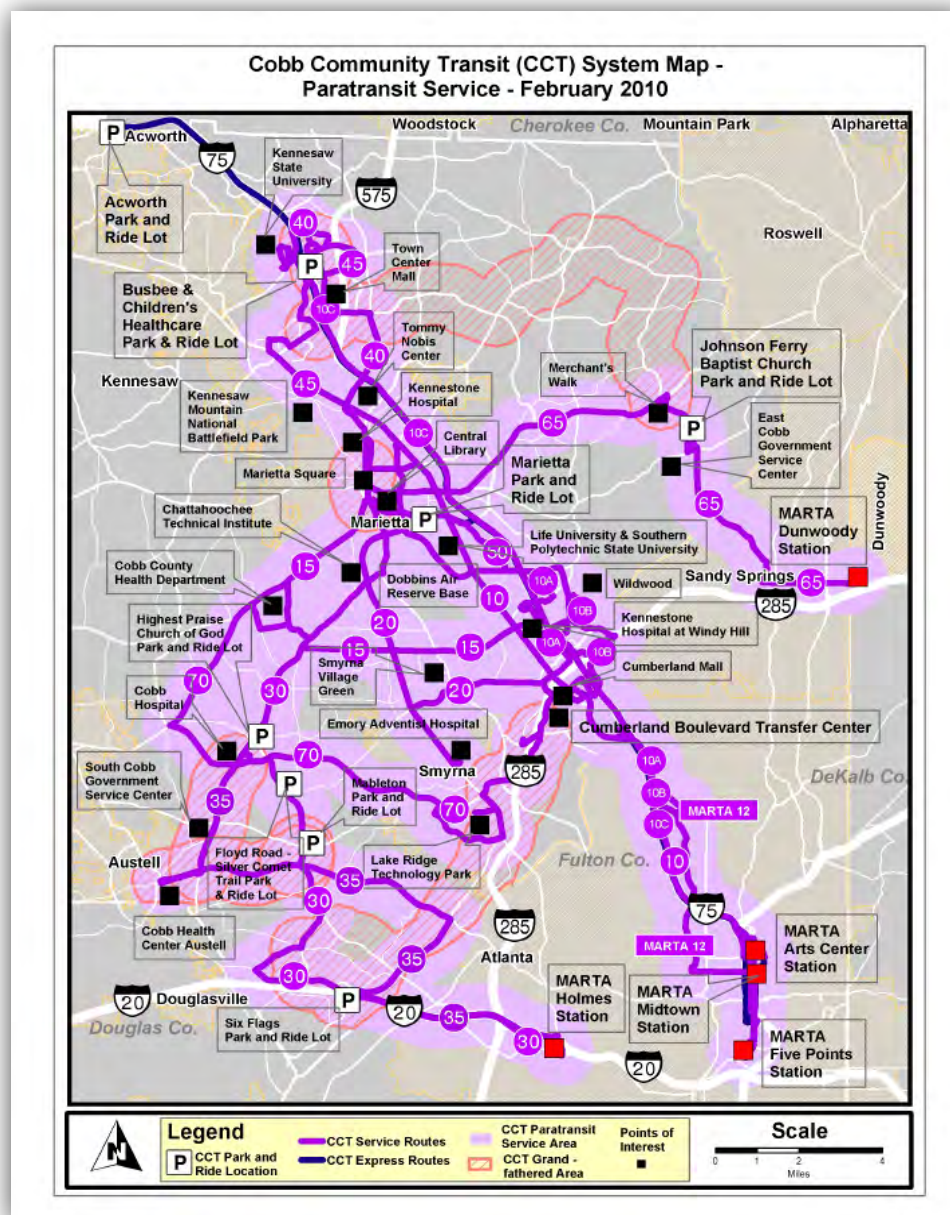 Cobb Community Transit (CCT) System Map -
Paratransit Service - February 2010
Woodstock
Cherokee Co.
Mountain Park
Alpharetta
P
Acworth
75
Kennesaw
State
University
575
Acworth
Park and
Ride Lot
40
Roswell
P
45
Town
Center
Mall
Busbee &
Children's
Healthcare
Park & Ride Lot
10C
Tommy
Nobis
Center
40
Johnson Ferry
Baptist Church
Park and Ride Lot
Merchant's
Walk
Kennesaw
45
Kennestone
Hospital
Kennesaw
Mountain
National
Battlefield Park
65
P
East
Cobb
Government
Service
Center
10C
Central
Library
Marietta Square
Marietta
Park and
Ride Lot
65
Dunwoody
Chattahoochee
Technical Institute
Marietta
P
MARTA
Dunwoody
Station
Life University & Southern
Polytechnic State University
50
Cobb County
Health Department
15
Dobbins Air
Reserve Base
10A
Wildwood
Sandy Springs
65
285
10
10B
Highest Praise
Church of God
Park and Ride Lot
20
Kennestone
Hospital at Windy Hill
10A
15
15
10B
Smyrna
Village
Green
Cumberland Mall
70
30
20
Cobb
Hospital
Emory Adventist Hospital
Cumberland Boulevard Transfer Center
P
70
Smyrna
285
10A
South Cobb
Government
Service Center
P
Mableton
Park and
Ride Lot
DeKalb Co.
10B
MARTA 12
35
70
10C
P
Austell
Floyd Road -
Silver Comet
Trail Park
& Ride Lot
Lake Ridge
Technology Park
Fulton Co.
10
35
30
75
Cobb Health
Center Austell
285
MARTA 12
MARTA
Arts Center
Station
Atlanta
35
30
MARTA
Holmes
Station
MARTA
Midtown
Station
20
Douglasville
P
20
Douglas Co.
35
Six Flags
Park and Ride Lot
30
MARTA
Five Points
Station
20
N
Legend
P
CCT Park and
Ride Location
CCT Service Routes
CCT Express Routes
CCT Paratransit
Service Area
CCT Grand -
fathered Area
Points of
Interest
Scale
0 1 2 4
Miles